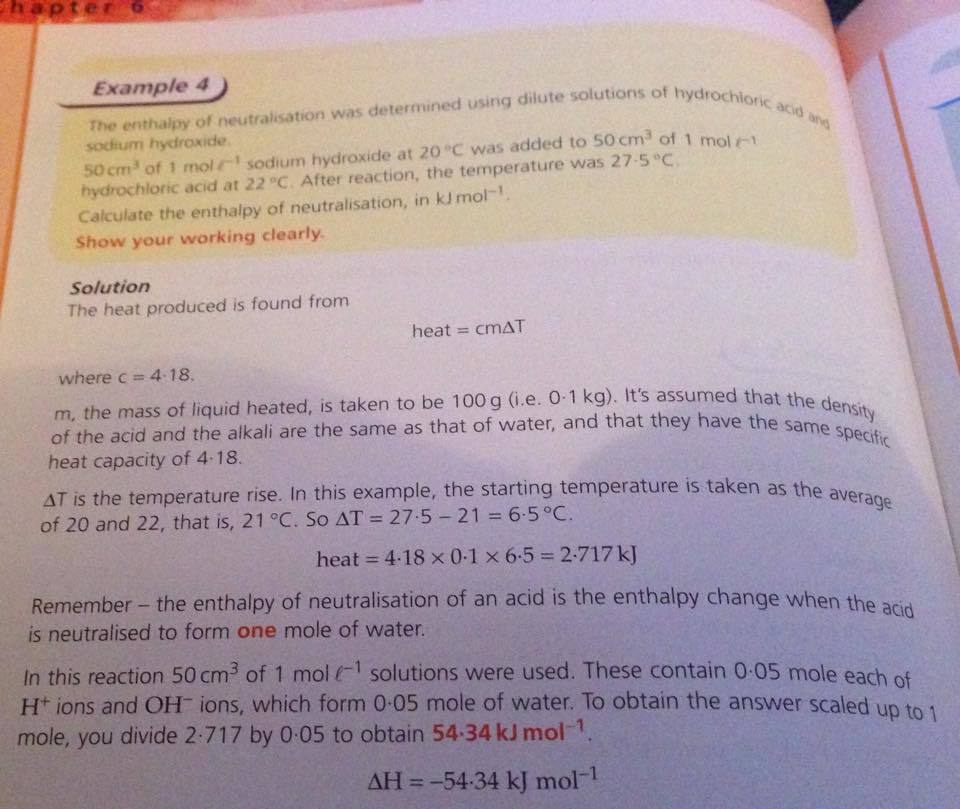 Chapter 6
Example 4
The enthalpy of neutralisation was determined using dilute solutions of hydrochloric acid and
sodium hydroxide.
50 cm³ of 1 mol ℓ⁻¹ sodium hydroxide at 20 °C was added to 50 cm³ of 1 mol ℓ⁻¹
hydrochloric acid at 22 °C. After reaction, the temperature was 27·5 °C.
Calculate the enthalpy of neutralisation, in kJ mol⁻¹.
Show your working clearly.
Solution
The heat produced is found from
heat = cmΔT
where c = 4·18.
m, the mass of liquid heated, is taken to be 100 g (i.e. 0·1 kg). It's assumed that the density
of the acid and the alkali are the same as that of water, and that they have the same specific
heat capacity of 4·18.
ΔT is the temperature rise. In this example, the starting temperature is taken as the average
of 20 and 22, that is, 21 °C. So ΔT = 27·5 – 21 = 6·5 °C.
heat = 4·18 × 0·1 × 6·5 = 2·717 kJ
Remember – the enthalpy of neutralisation of an acid is the enthalpy change when the acid
is neutralised to form one mole of water.
In this reaction 50 cm³ of 1 mol ℓ⁻¹ solutions were used. These contain 0·05 mole each of
H⁺ ions and OH⁻ ions, which form 0·05 mole of water. To obtain the answer scaled up to 1
mole, you divide 2·717 by 0·05 to obtain 54·34 kJ mol⁻¹.
ΔH = –54·34 kJ mol⁻¹